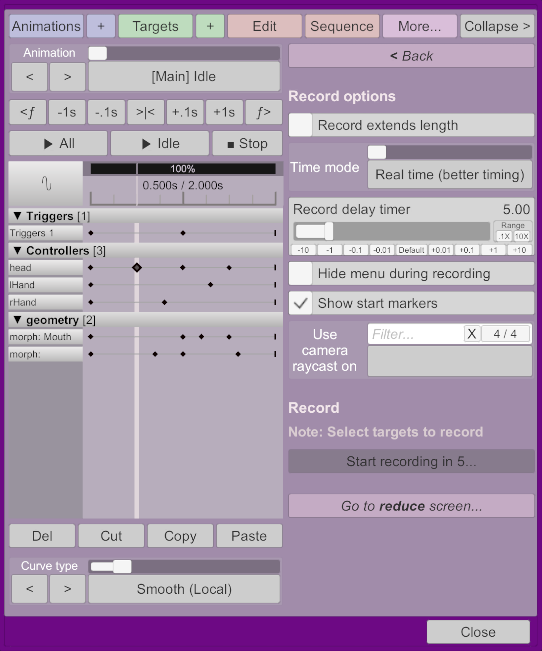 Animations + Targets + Edit Sequence More... Collapse >
Animation
< > [Main] Idle
<ƒ -1s -.1s >|< +.1s +1s ƒ>
▶ All ▶ Idle ■ Stop
100%
0.500s / 2.000s
▼ Triggers [1]
Triggers 1
▼ Controllers [3]
head
lHand
rHand
▼ geometry [2]
morph: Mouth
morph:
Del Cut Copy Paste
Curve type
< > Smooth (Local)
< Back
Record options
Record extends length
Time mode
Real time (better timing)
Record delay timer 5.00
Range
.1X 10X
-10 -1 -0.1 -0.01 Default +0.01 +0.1 +1 +10
Hide menu during recording
Show start markers
Use
camera
raycast on
Filter... X 4 / 4
Record
Note: Select targets to record
Start recording in 5...
Go to reduce screen...
Close